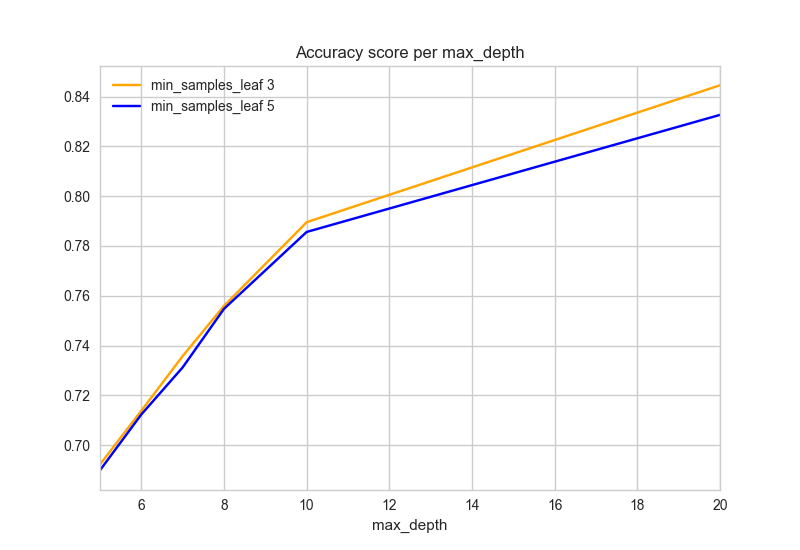 Accuracy score per max_depth
min_samples_leaf 3
min_samples_leaf 5
0.84
0.82
0.80
0.78
0.76
0.74
0.72
0.70
6 8 10 12 14 16 18 20
max_depth